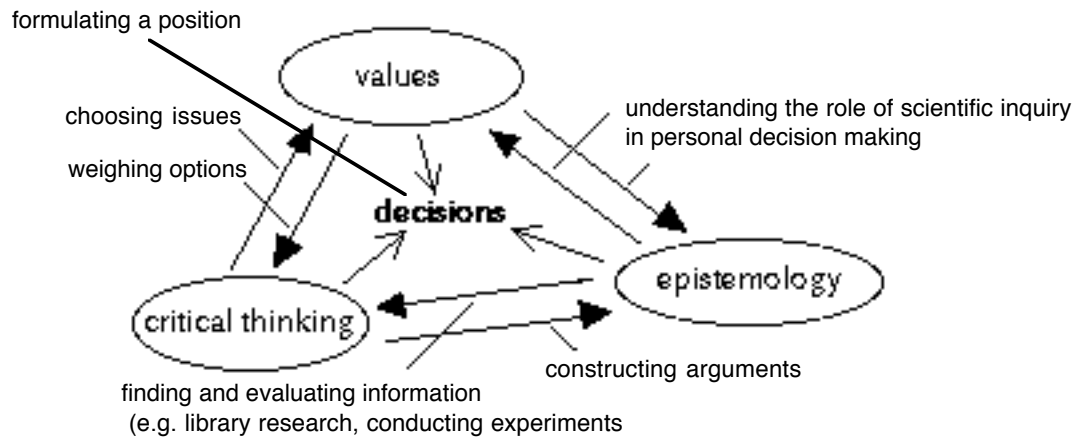 formulating a position
values
choosing issues
understanding the role of scientific inquiry
in personal decision making
weighing options
decisions
epistemology
critical thinking
constructing arguments
finding and evaluating information
(e.g. library research, conducting experiments